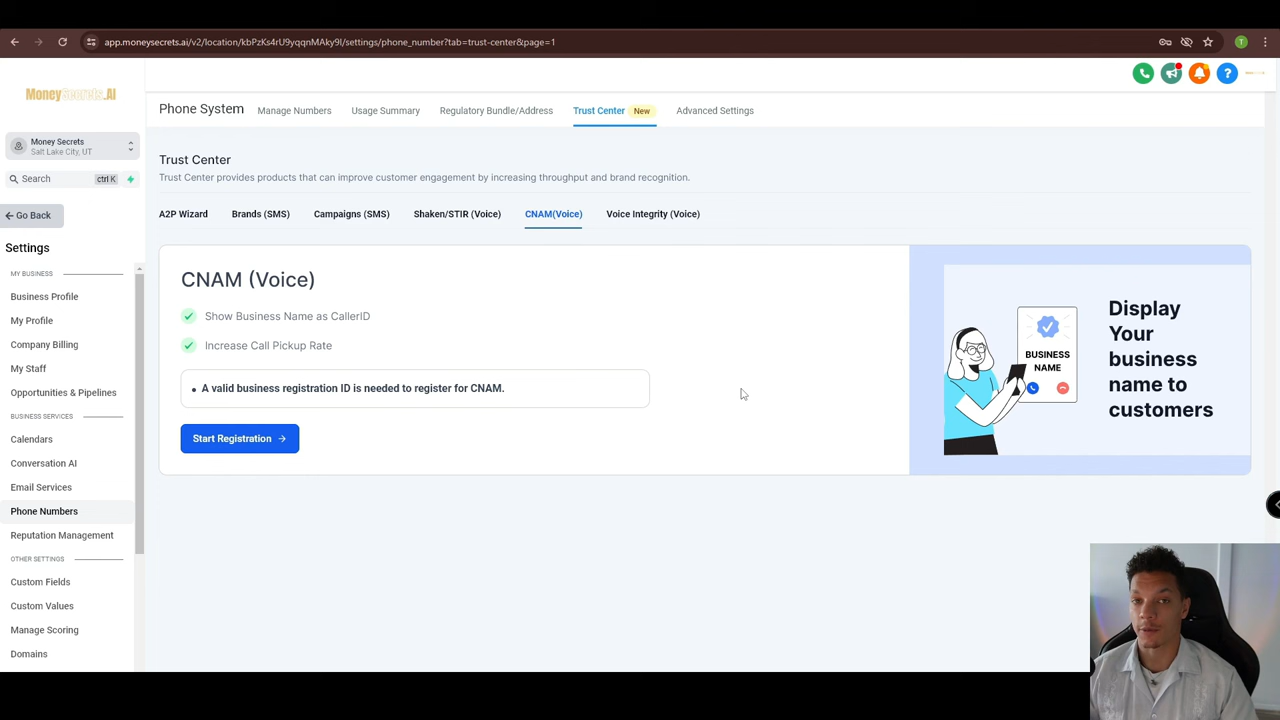 app.moneysecrets.ai/v2/location/kbPzKs4rU9yqqnMAky9l/settings/phone_number?tab=trust-center&page=1
T
MoneySecrets.AI
?
Phone System
Manage Numbers
Usage Summary
Regulatory Bundle/Address
Trust Center New
Advanced Settings
Money Secrets
Salt Lake City, UT
Search ctrl K
Go Back
Settings
MY BUSINESS
Business Profile
My Profile
Company Billing
My Staff
Opportunities & Pipelines
BUSINESS SERVICES
Calendars
Conversation AI
Email Services
Phone Numbers
Reputation Management
OTHER SETTINGS
Custom Fields
Custom Values
Manage Scoring
Domains
Trust Center
Trust Center provides products that can improve customer engagement by increasing throughput and brand recognition.
A2P Wizard
Brands (SMS)
Campaigns (SMS)
Shaken/STIR (Voice)
CNAM(Voice)
Voice Integrity (Voice)
CNAM (Voice)
Show Business Name as CallerID
Increase Call Pickup Rate
• A valid business registration ID is needed to register for CNAM.
Start Registration →
BUSINESS
NAME
Display
Your
business
name to
customers